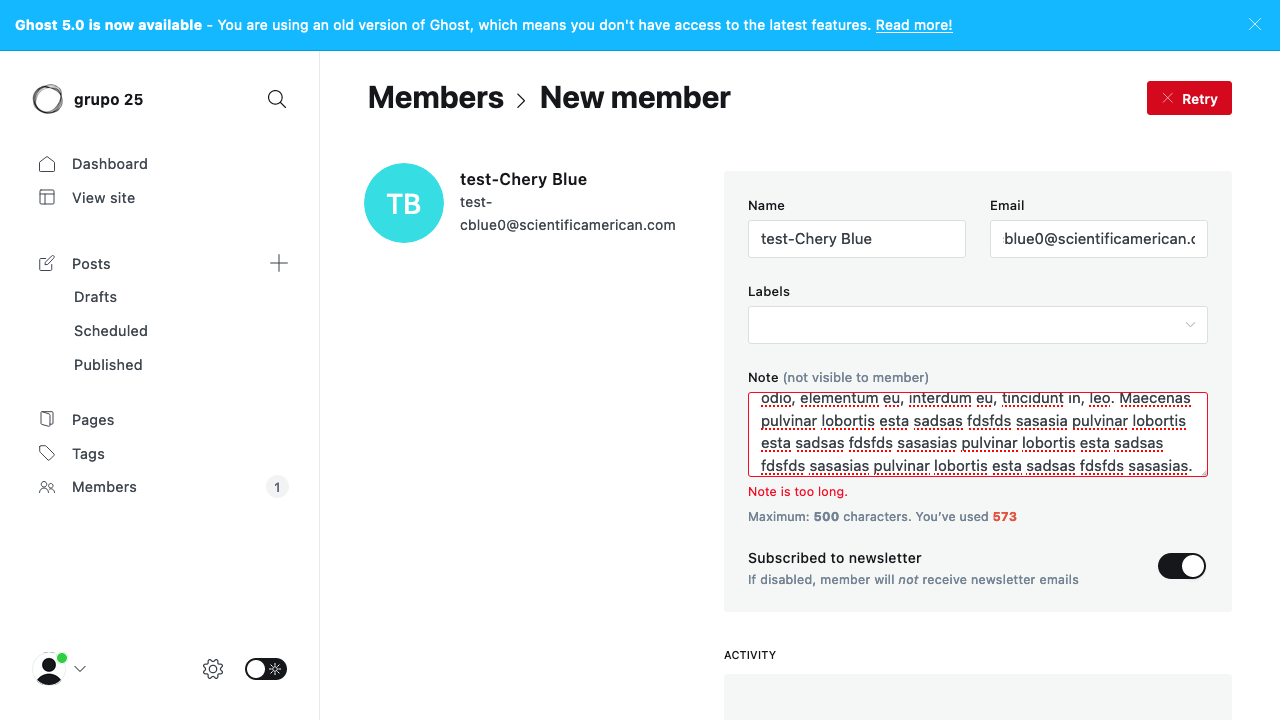 Ghost 5.0 is now available - You are using an old version of Ghost, which means you don't have access to the latest features. Read more!
grupo 25
Dashboard
View site
Posts
Drafts
Scheduled
Published
Pages
Tags
Members
1
Members
New member
Retry
TB
test-Chery Blue
test-
cblue0@scientificamerican.com
Name
Email
test-Chery Blue
blue0@scientificamerican.c
Labels
Note (not visible to member)
odio, elementum eu, interdum eu, tincidunt in, leo. Maecenas
pulvinar lobortis esta sadsas fdsfds sasasia pulvinar lobortis
esta sadsas fdsfds sasasias pulvinar lobortis esta sadsas
fdsfds sasasias pulvinar lobortis esta sadsas fdsfds sasasias.
Note is too long.
Maximum: 500 characters. You’ve used 573
Subscribed to newsletter
If disabled, member will not receive newsletter emails
ACTIVITY